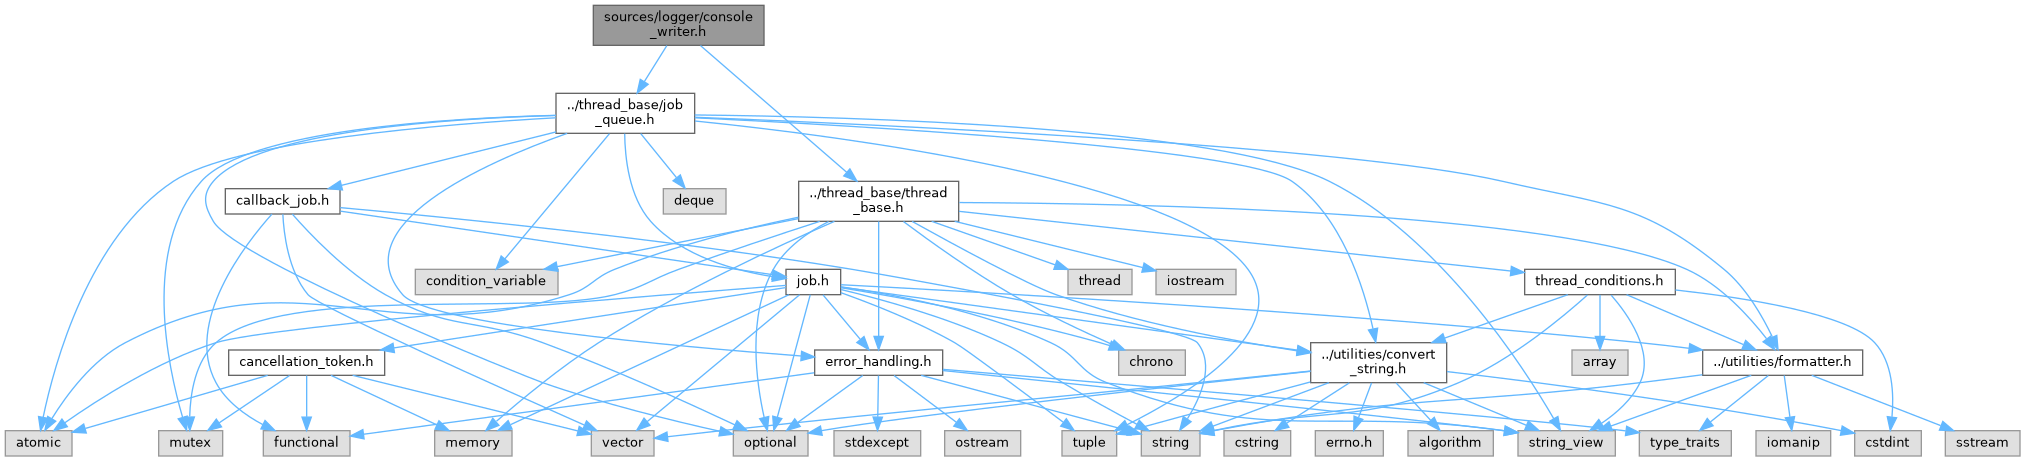 sources/logger/console
_writer.h
../thread_base/job
_queue.h
callback_job.h
deque
../thread_base/thread
_base.h
condition_variable
job.h
thread
iostream
thread_conditions.h
cancellation_token.h
error_handling.h
chrono
../utilities/convert
_string.h
array
../utilities/formatter.h
atomic
mutex
functional
memory
vector
optional
stdexcept
ostream
tuple
string
cstring
errno.h
algorithm
string_view
type_traits
iomanip
cstdint
sstream